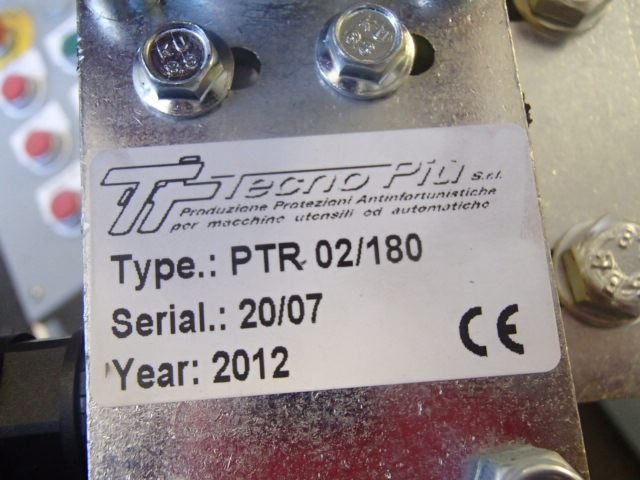 Tecno Più S.r.l.
Produzione Protezioni Antinfortunistiche
per macchine utensili ed automatiche
Type.: PTR 02/180
Serial.: 20/07
Year: 2012
CE